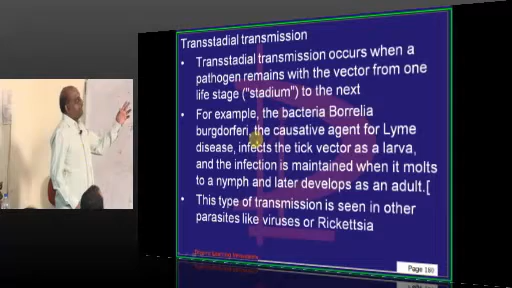 Transstadial transmission
• Transstadial transmission occurs when a
pathogen remains with the vector from one
life stage ("stadium") to the next
• For example, the bacteria Borrelia
burgdorferi, the causative agent for Lyme
disease, infects the tick vector as a larva,
and the infection is maintained when it molts
to a nymph and later develops as an adult.[
• This type of transmission is seen in other
parasites like viruses or Rickettsia
Page 180